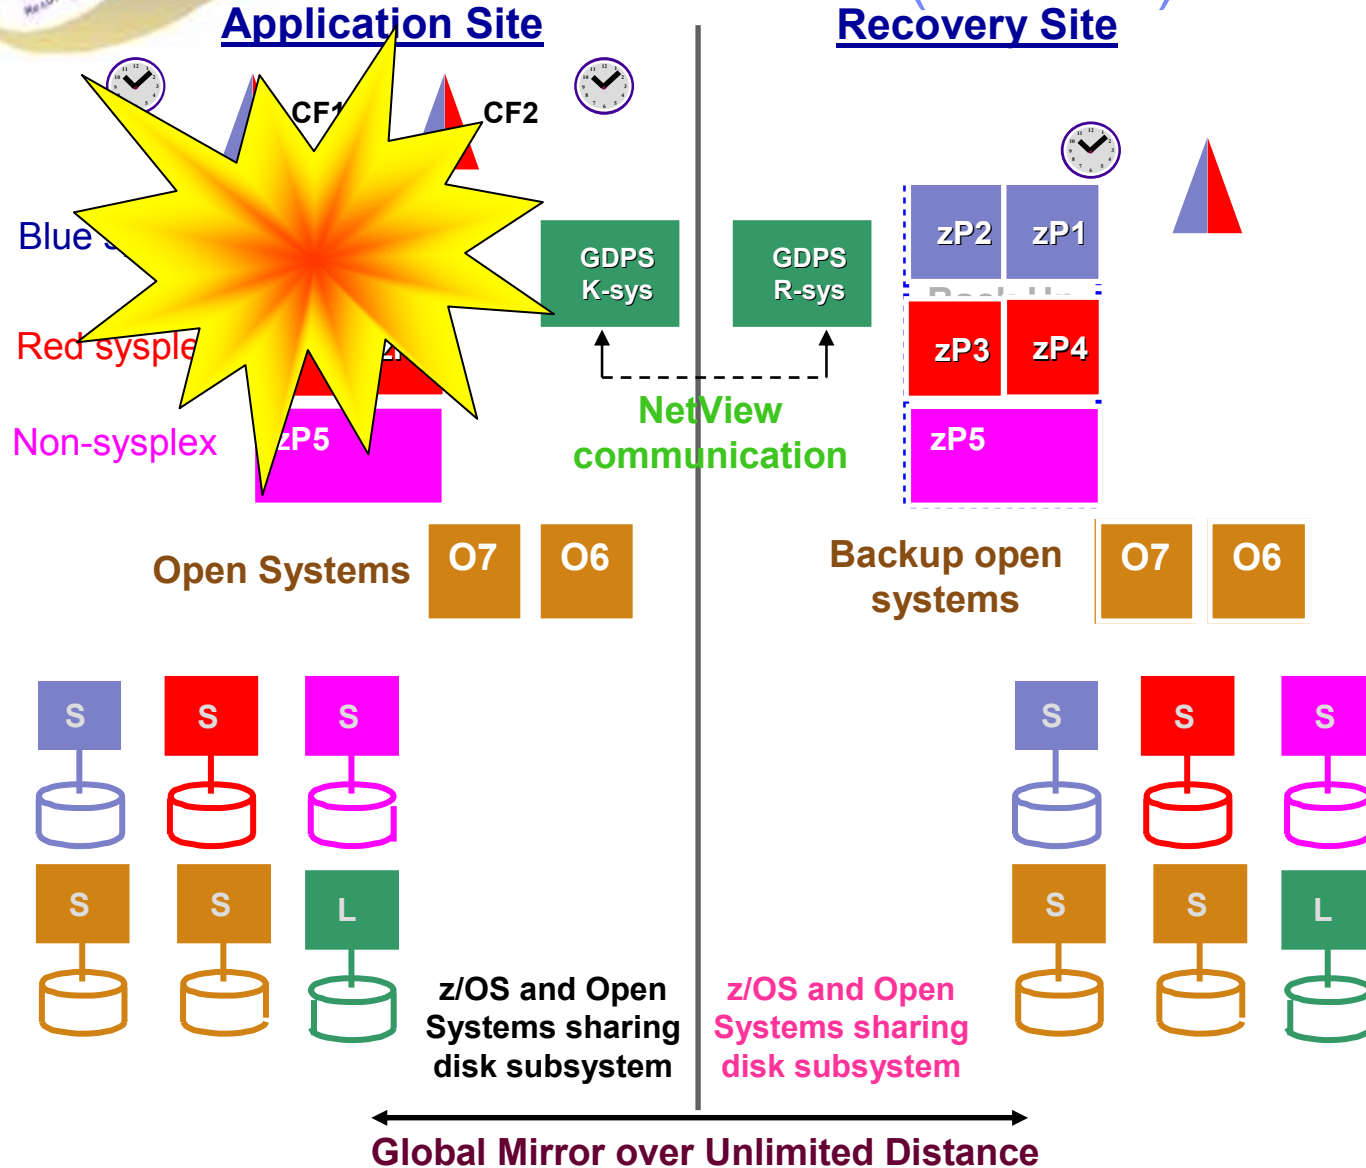 Application Site
Recovery Site
CF1
CF2
Blue
GDPS
K-sys
GDPS
R-sys
zP2
zP1
Red
zP3
zP4
NetView
communication
Non-sysplex
zP5
zP5
Open Systems
O7
O6
Backup open
systems
O7
O6
S
S
S
S
S
S
S
S
L
S
S
L
z/OS and Open
Systems sharing
disk subsystem
z/OS and Open
Systems sharing
disk subsystem
Global Mirror over Unlimited Distance